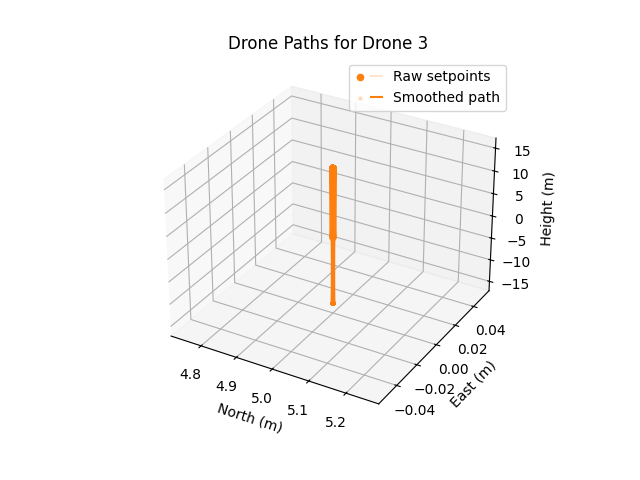 Drone Paths for Drone 3
Raw setpoints
Smoothed path
15
10
5
0
−5
−10
−15
Height (m)
0.04
0.02
0.00
−0.02
−0.04
East (m)
4.8
4.9
5.0
5.1
5.2
North (m)